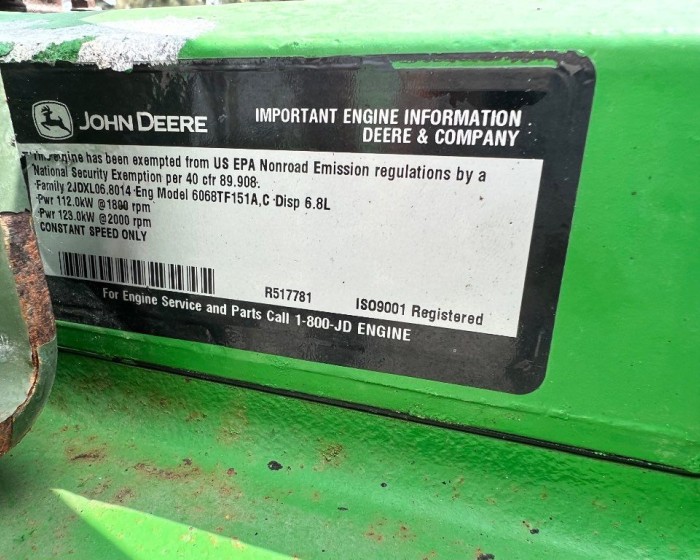 JOHN DEERE
IMPORTANT ENGINE INFORMATION
DEERE & COMPANY
This engine has been exempted from US EPA Nonroad Emission regulations by a
National Security Exemption per 40 cfr 89.908.
Family 2JDXL06.8014 Eng Model 6068TF151A,C Disp 6.8L
Pwr 112.0kW @1800 rpm
Pwr 123.0kW @2000 rpm
CONSTANT SPEED ONLY
R517781
ISO9001 Registered
For Engine Service and Parts Call 1-800-JD ENGINE